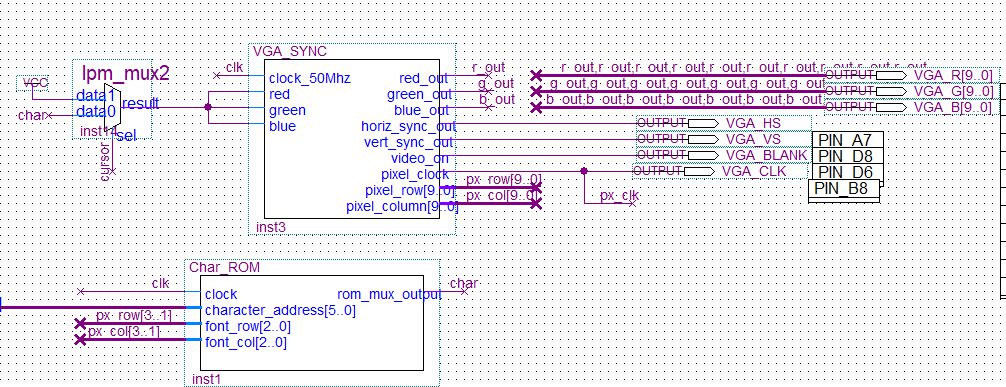 VGA_SYNC
lpm_mux2
VCC
data1
data0
result
char
inst14
sel
cursor
clk
clock_50Mhz
red
green
blue
red_out
green_out
blue_out
horiz_sync_out
vert_sync_out
video_on
pixel_clock
pixel_row[9..0]
pixel_column[9..0]
inst3
r_out
g_out
b_out
r_out,r_out,r_out,r_out,r_out,r_out,r_out,r_out
g_out,g_out,g_out,g_out,g_out,g_out,g_out
b_out,b_out,b_out,b_out,b_out,b_out,b_out
OUTPUT VGA_R[9..0]
OUTPUT VGA_G[9..0]
OUTPUT VGA_B[9..0]
OUTPUT VGA_HS
OUTPUT VGA_VS
OUTPUT VGA_BLANK
OUTPUT VGA_CLK
PIN_A7
PIN_D8
PIN_D6
PIN_B8
px_row[9..0]
px_col[9..0]
px_clk
Char_ROM
clk
clock
character_address[5..0]
font_row[2..0]
font_col[2..0]
rom_mux_output
char
px_row[3..1]
px_col[3..1]
inst1